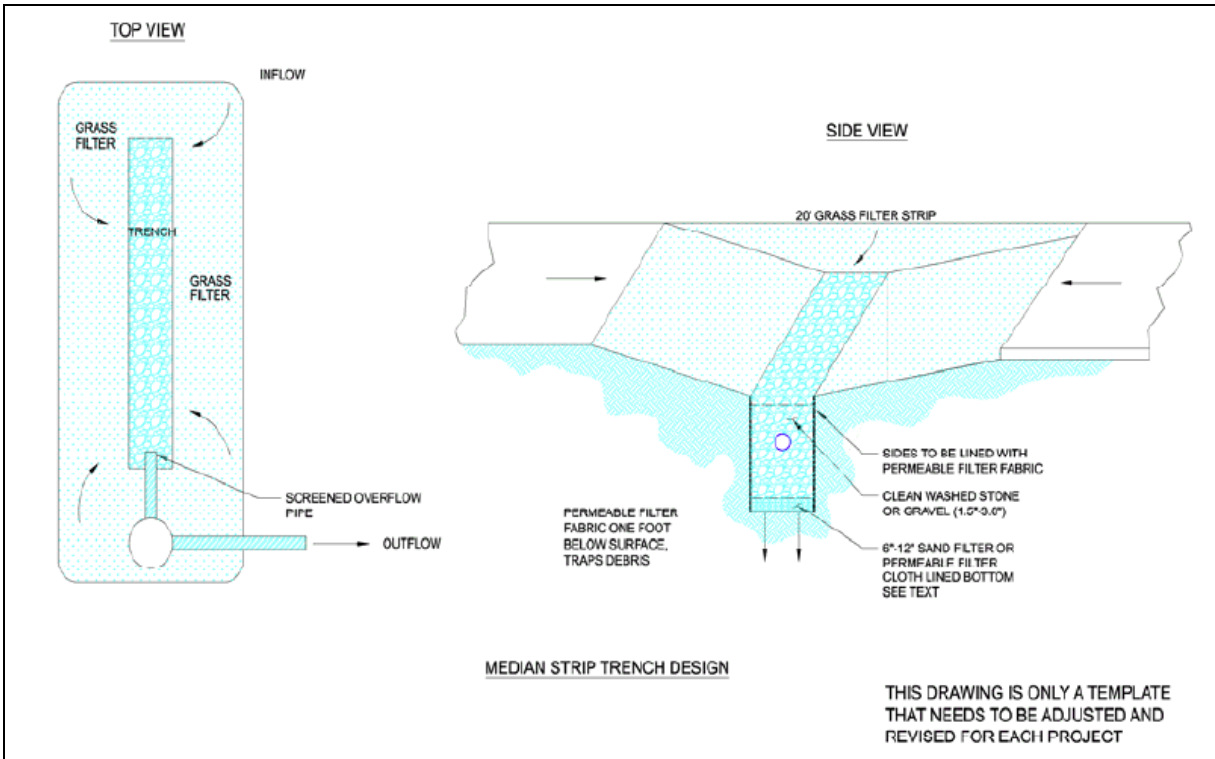 TOP VIEW
INFLOW
GRASS
FILTER
TRENCH
GRASS
FILTER
SCREENED OVERFLOW
PIPE
OUTFLOW
SIDE VIEW
20' GRASS FILTER STRIP
SIDES TO BE LINED WITH
PERMEABLE FILTER FABRIC
CLEAN WASHED STONE
OR GRAVEL (1.5"-3.0")
6"-12" SAND FILTER OR
PERMEABLE FILTER
CLOTH LINED BOTTOM
SEE TEXT
PERMEABLE FILTER
FABRIC ONE FOOT
BELOW SURFACE,
TRAPS DEBRIS
MEDIAN STRIP TRENCH DESIGN
THIS DRAWING IS ONLY A TEMPLATE
THAT NEEDS TO BE ADJUSTED AND
REVISED FOR EACH PROJECT